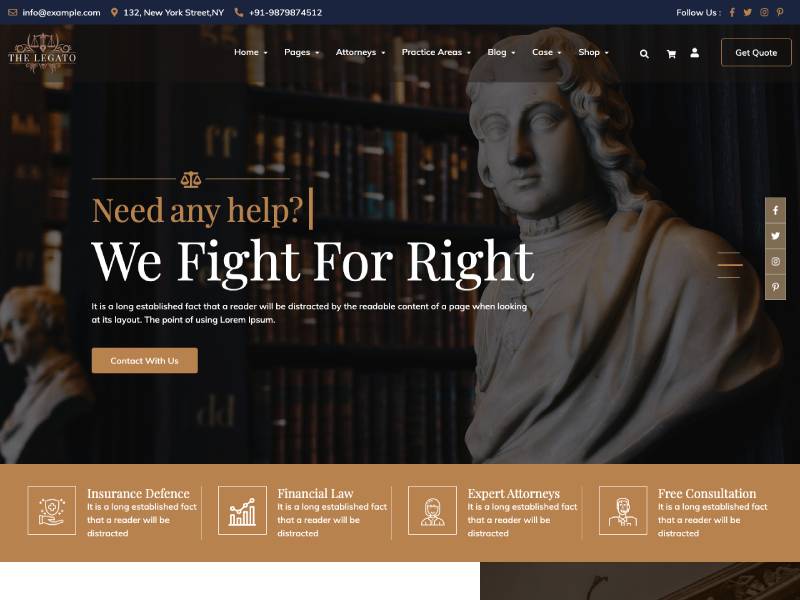 info@example.com 132, New York Street,NY +91-9879874512 Follow Us :
THE LEGATO
Home Pages Attorneys Practice Areas Blog Case Shop Get Quote
ff
Need any help?
We Fight For Right
It is a long established fact that a reader will be distracted by the readable content of a page when looking
at its layout. The point of using Lorem Ipsum.
Contact With Us
dd
Insurance Defence
It is a long established fact
that a reader will be
distracted
Financial Law
It is a long established fact
that a reader will be
distracted
Expert Attorneys
It is a long established fact
that a reader will be
distracted
Free Consultation
It is a long established fact
that a reader will be
distracted